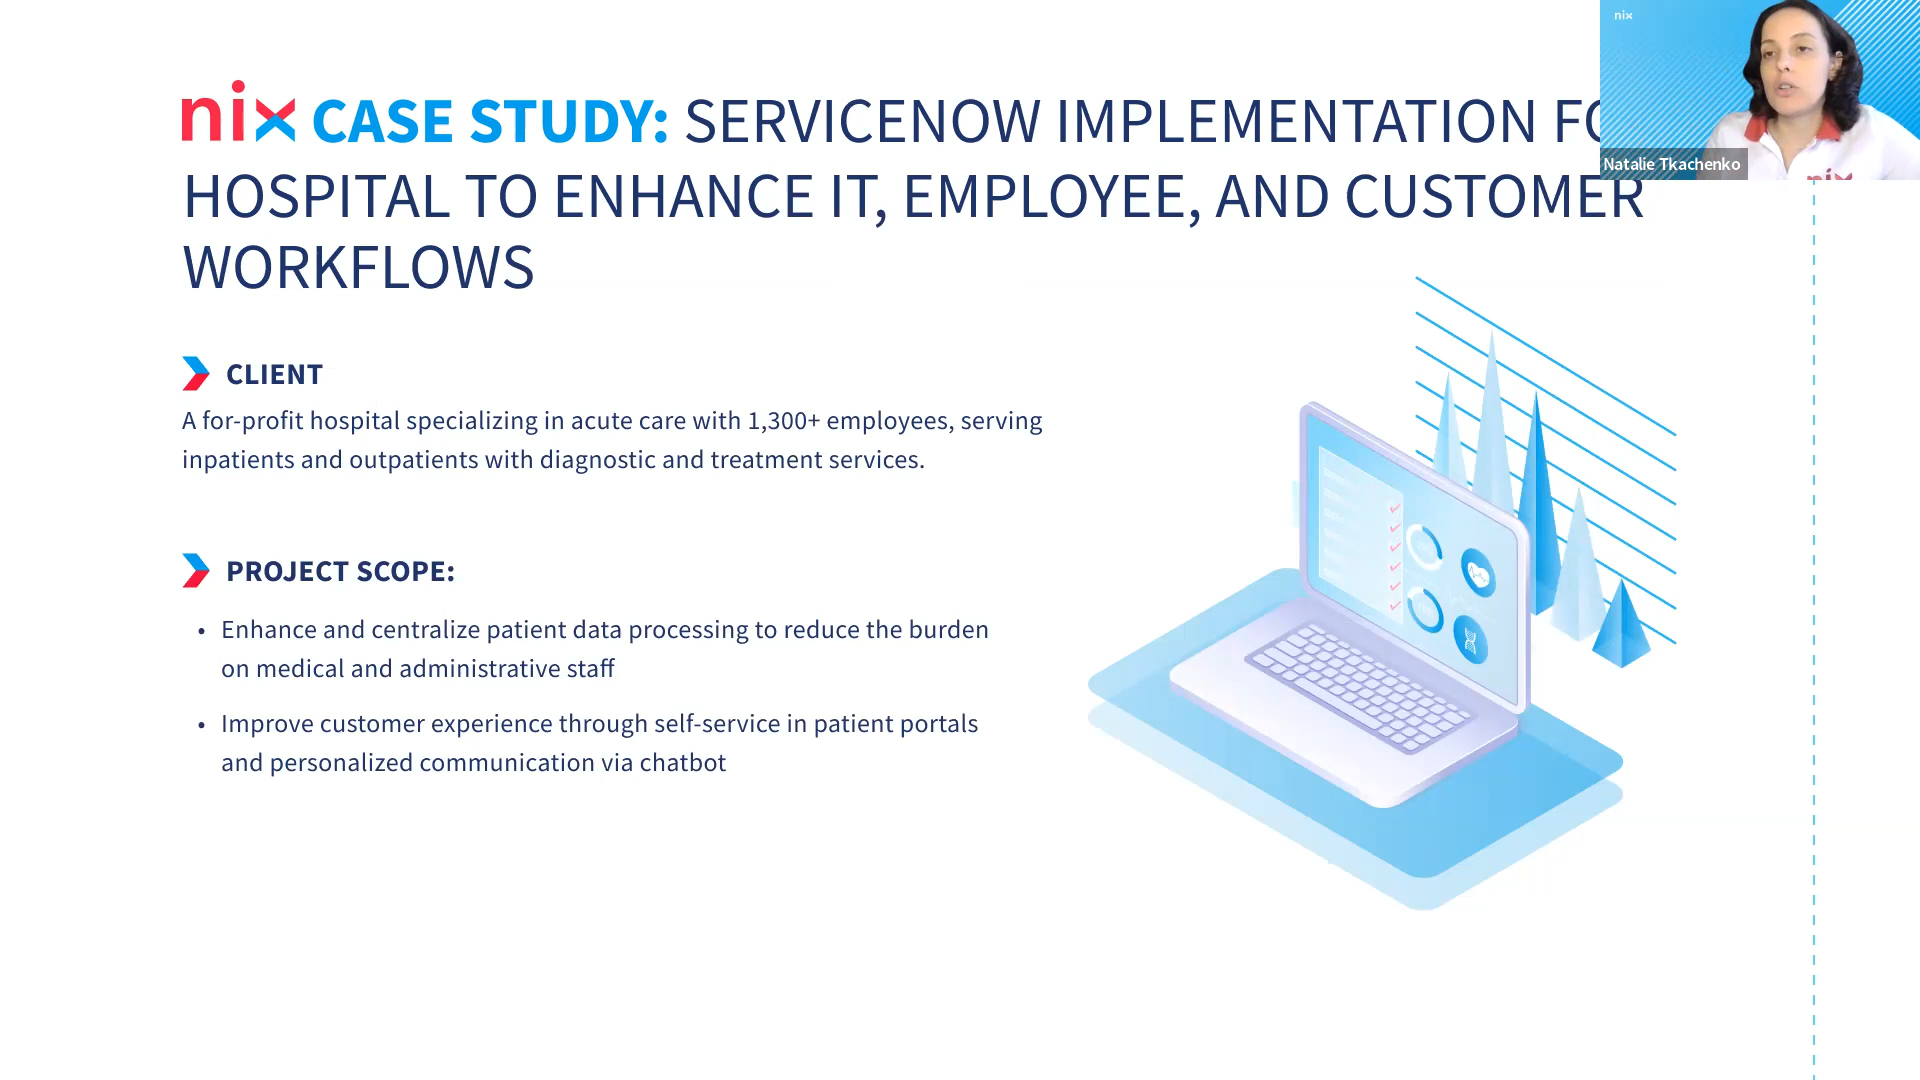 nix
nix CASE STUDY: SERVICENOW IMPLEMENTATION
Natalie Tkachenko
nix
HOSPITAL TO ENHANCE IT, EMPLOYEE, AND CUSTOMER
WORKFLOWS
CLIENT
A for-profit hospital specializing in acute care with 1,300+ employees, serving
inpatients and outpatients with diagnostic and treatment services.
PROJECT SCOPE:
• Enhance and centralize patient data processing to reduce the burden
on medical and administrative staff
• Improve customer experience through self-service in patient portals
and personalized communication via chatbot